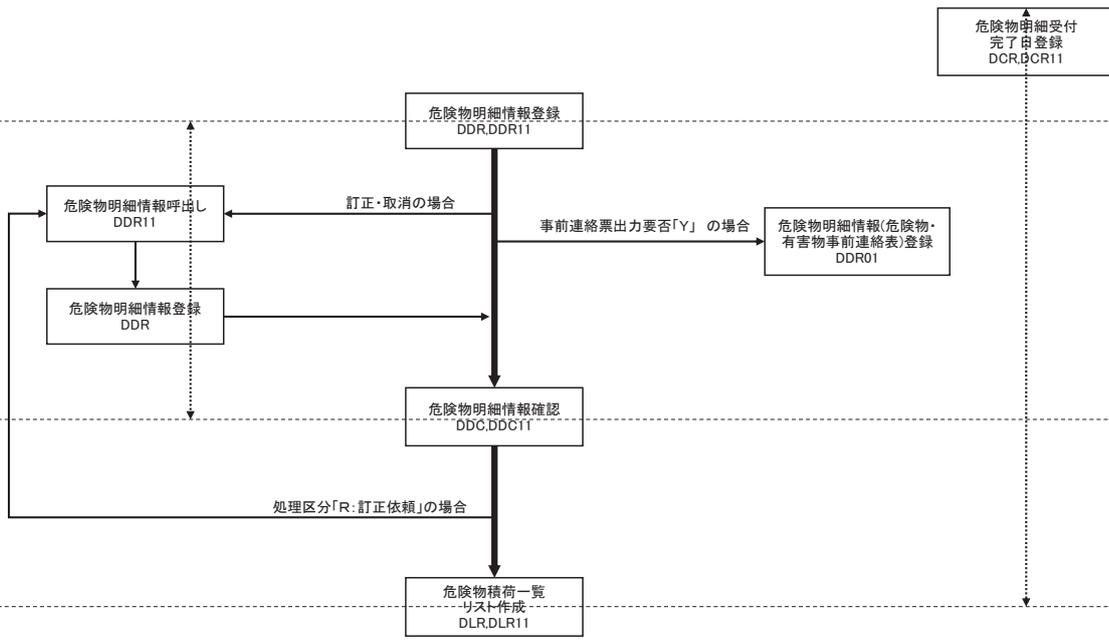 危険物明細受付
完了日登録
DCR,DCR11
危険物明細情報登録
DDR,DDR11
危険物明細情報呼出し
DDR11
訂正・取消の場合
事前連絡票出力要否「Y」 の場合
危険物明細情報(危険物・
有害物事前連絡表)登録
DDR01
危険物明細情報登録
DDR
危険物明細情報確認
DDC,DDC11
処理区分「R:訂正依頼」の場合
危険物積荷一覧
リスト作成
DLR,DLR11